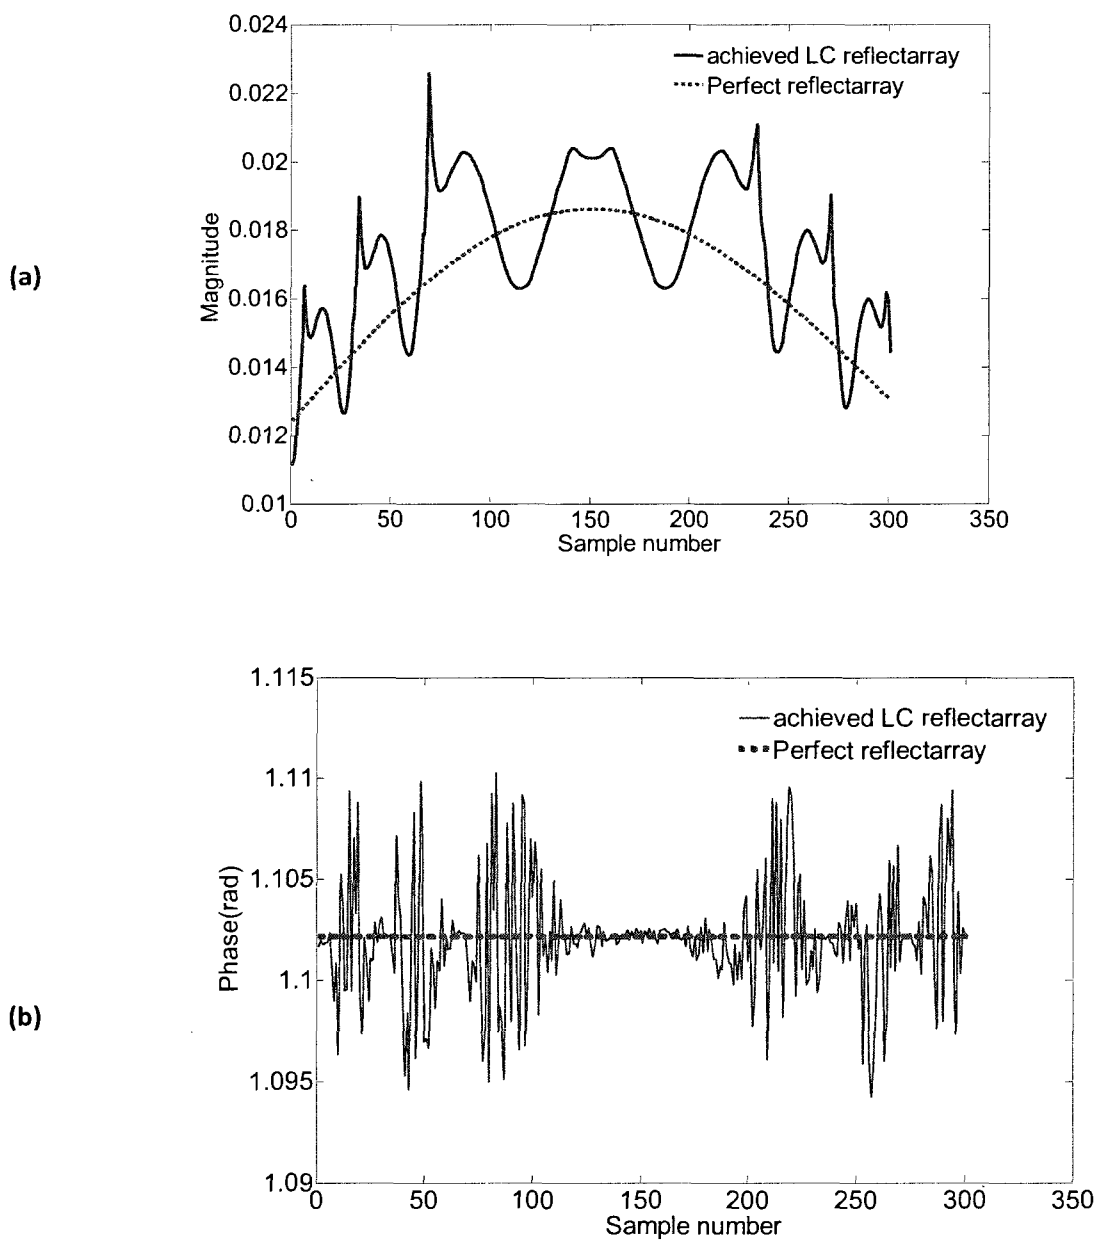 (a)
Magnitude
0.024
0.022
0.02
0.018
0.016
0.014
0.012
0.01
achieved LC reflectarray
Perfect reflectarray
0 50 100 150 200 250 300 350
Sample number
(b)
Phase(rad)
1.115
1.11
1.105
1.1
1.095
1.09
achieved LC reflectarray
Perfect reflectarray
0 50 100 150 200 250 300 350
Sample number